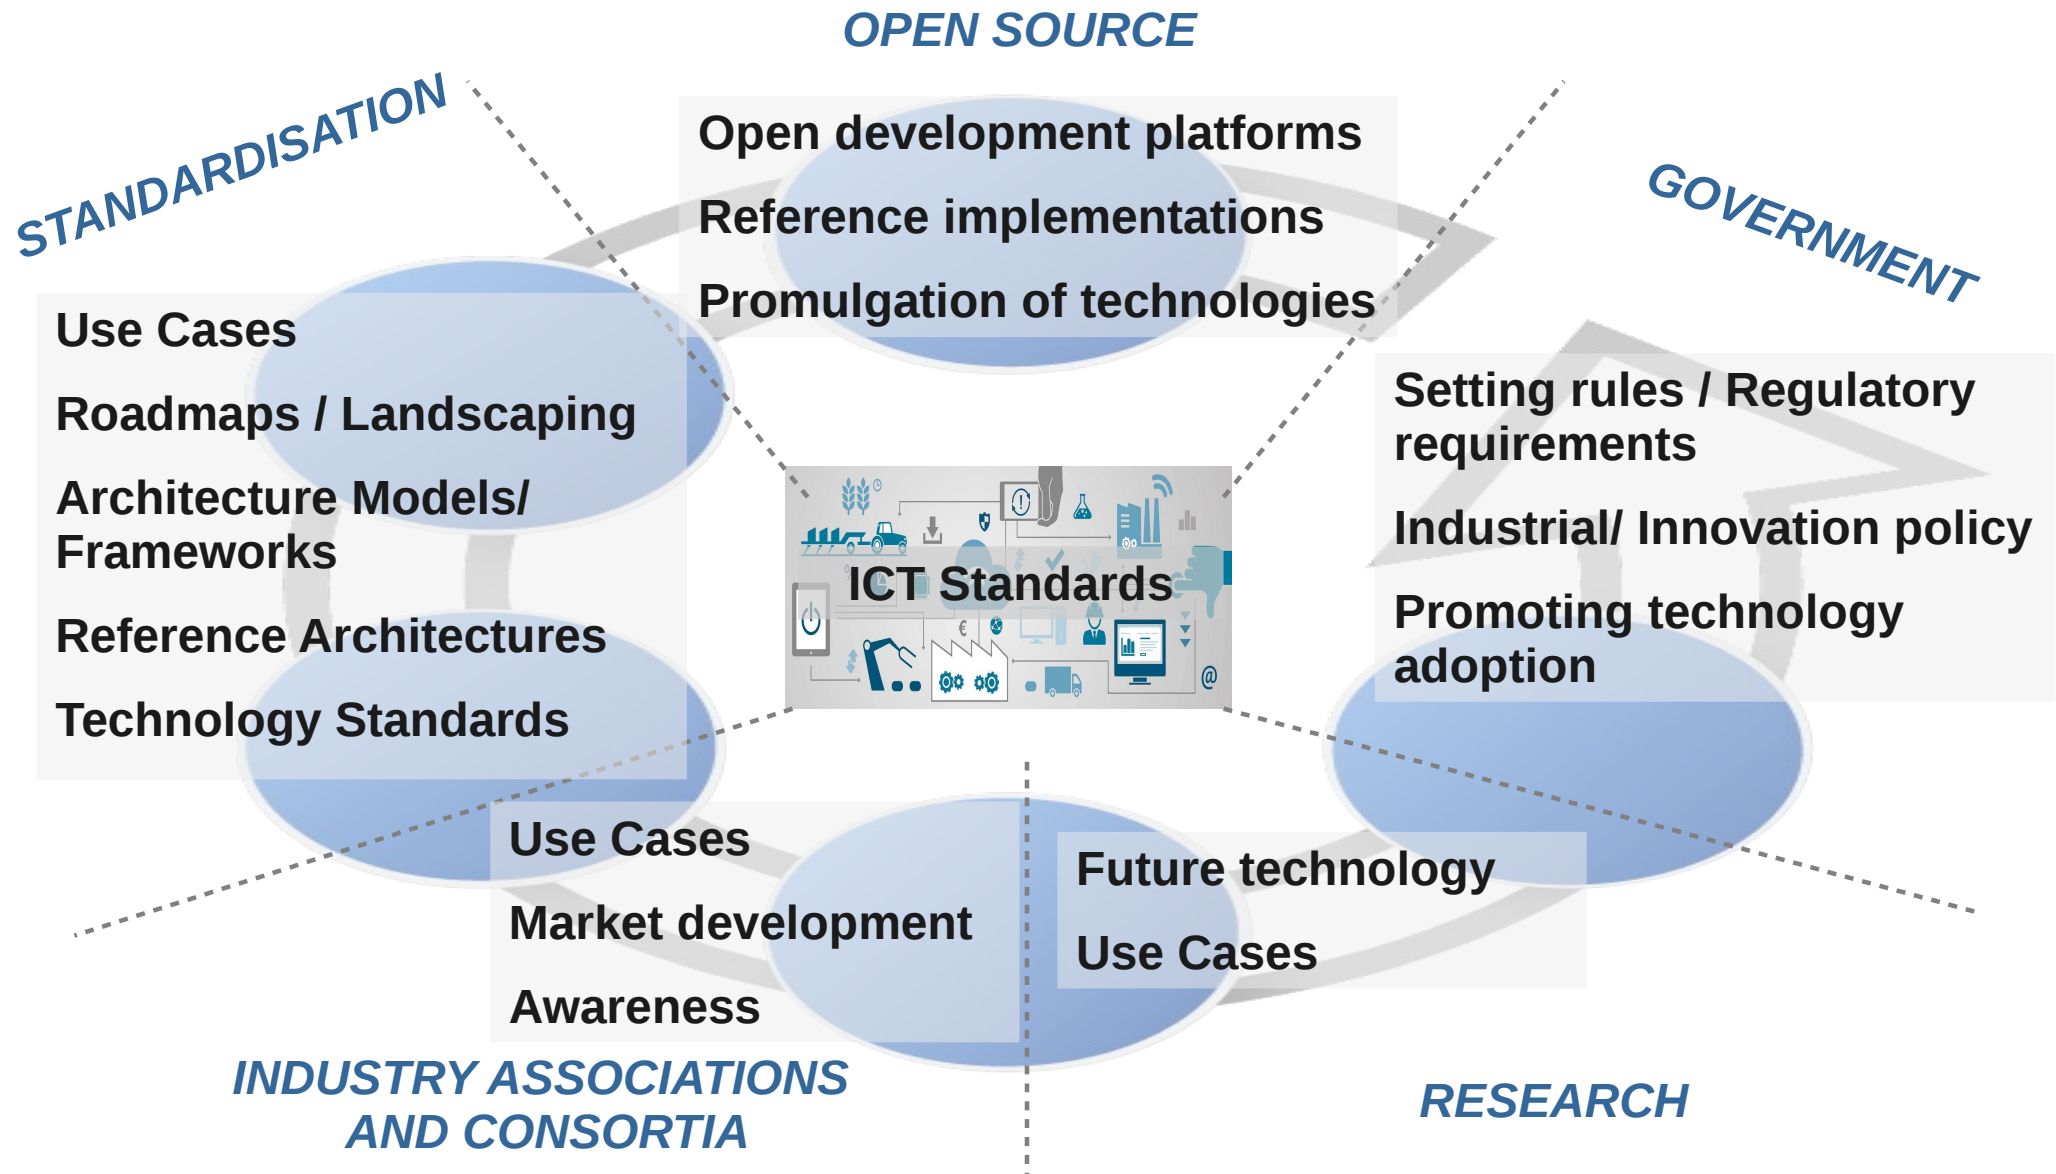 OPEN SOURCE
STANDARDISATION
GOVERNMENT
Open development platforms
Reference implementations
Promulgation of technologies
Use Cases
Roadmaps / Landscaping
Architecture Models/
Frameworks
Reference Architectures
Technology Standards
Setting rules / Regulatory
requirements
Industrial/ Innovation policy
Promoting technology
adoption
ICT Standards
€
@
Use Cases
Market development
Awareness
Future technology
Use Cases
INDUSTRY ASSOCIATIONS
AND CONSORTIA
RESEARCH